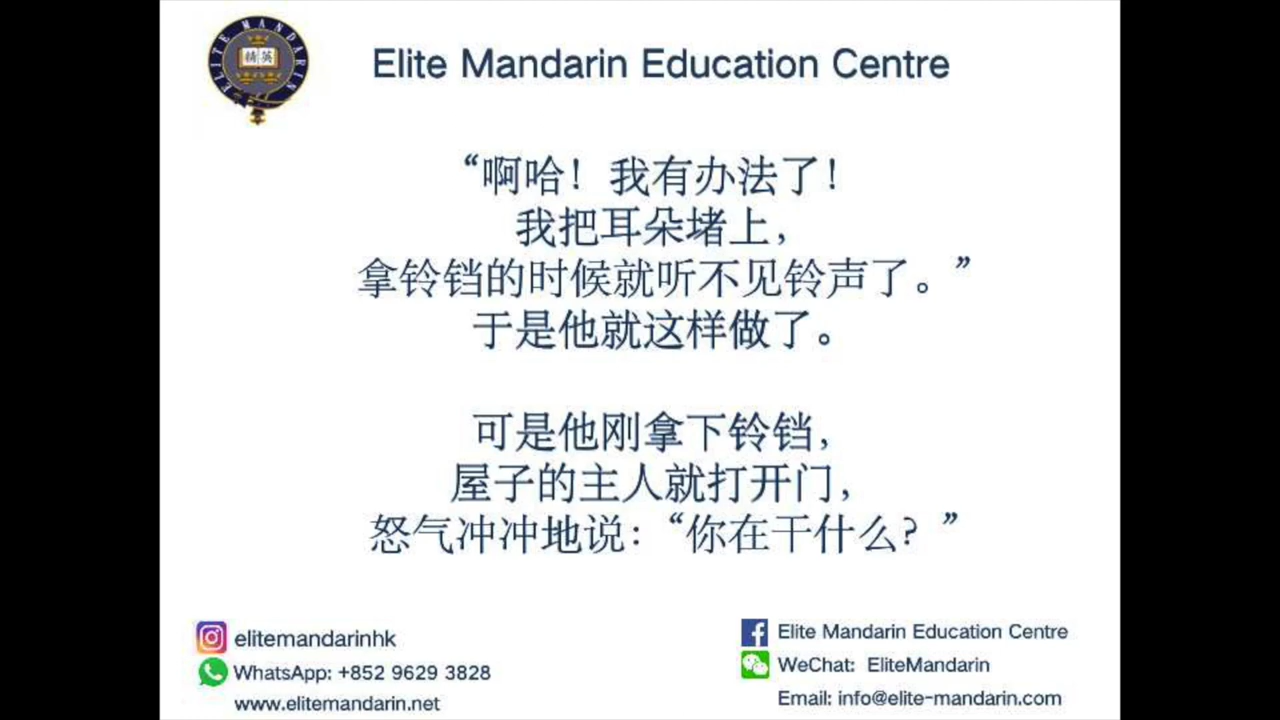 ELITE MANDARIN
精英
Elite Mandarin Education Centre
“啊哈！我有办法了！
我把耳朵堵上，
拿铃铛的时候就听不见铃声了。”
于是他就这样做了。
可是他刚拿下铃铛，
屋子的主人就打开门，
怒气冲冲地说：“你在干什么？”
elitemandarinhk
WhatsApp: +852 9629 3828
www.elitemandarin.net
Elite Mandarin Education Centre
WeChat: EliteMandarin
Email: info@elite-mandarin.com